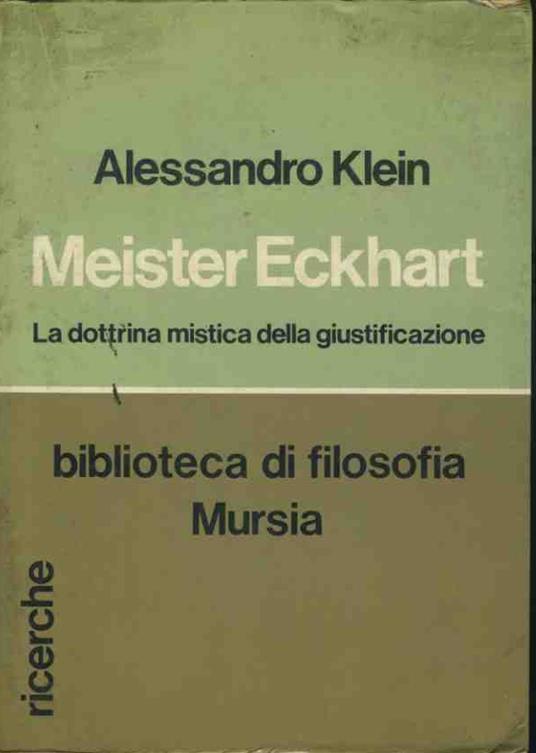 Alessandro Klein
Meister Eckhart
La dottrina mistica della giustificazione
biblioteca di filosofia
Mursia
ricerche